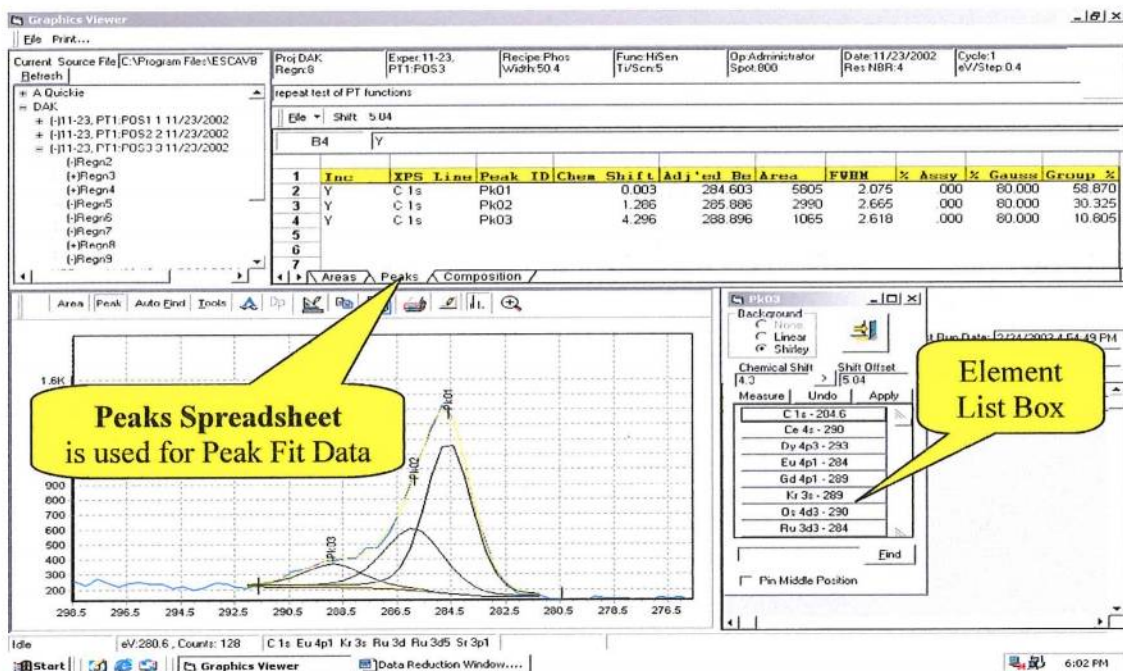 Graphics Viewer
File Print...
Current Source File C:\Program Files\ESCAVB
Refresh
+ A Quickie
- DAK
+ (-)11-23, PT1:POS1 1 11/23/2002
+ (-)11-23, PT1:POS2 2 11/23/2002
- (-)11-23, PT1:POS3 3 11/23/2002
(-)Regn2
(+)Regn3
(+)Regn4
(-)Regn5
(-)Regn6
(-)Regn7
(+)Regn8
(-)Regn9
Proj:DAK Exper:11-23, Recipe:Phos Func:HiSen Op:Administrator Date:11/23/2002 Cycle:1
Regn:8 PT1:POS3 Width:50.4 Ti/Scn:5 Spot:800 Res NBR:4 eV/Step:0.4
repeat test of PT functions
File Shift 5.04
B4 Y
1 Inc XPS Line Peak ID Chem Shift Adj'ed Be Area FWHM % Assy % Gauss Group %
2 Y C 1s Pk01 0.003 284.603 5805 2.075 .000 80.000 58.870
3 Y C 1s Pk02 1.286 285.886 2990 2.665 .000 80.000 30.325
4 Y C 1s Pk03 4.296 288.896 1065 2.618 .000 80.000 10.805
5
6
7
Areas Peaks Composition
Area Peak Auto Find Tools Dp
1.6K
Peaks Spreadsheet
is used for Peak Fit Data
900
800
700
600
500
400
300
200
Pk03
Pk02
Pk01
298.5 296.5 294.5 292.5 290.5 288.5 286.5 284.5 282.5 280.5 278.5 276.5
Pk03
Background
None
Linear
Shirley
Chemical Shift Shift Offset
4.3 > 5.04
Measure Undo Apply
C 1s - 284.6
Ce 4s - 290
Dy 4p3 - 293
Eu 4p1 - 284
Gd 4p1 - 289
Kr 3s - 289
Os 4d3 - 290
Ru 3d3 - 284
Find
Pin Middle Position
4:54:49 PM
Element
List Box
Idle eV:280.6 , Counts: 128 C 1s Eu 4p1 Kr 3s Ru 3d Ru 3d5 Sr 3p1
Start Graphics Viewer Data Reduction Window.... 6:02 PM